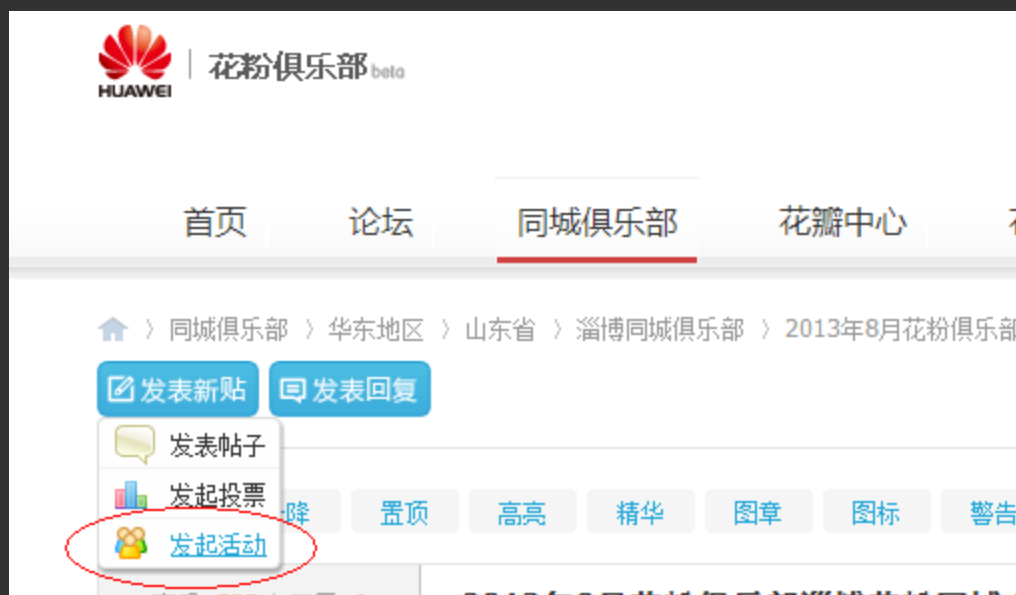 HUAWEI 花粉俱乐部 beta
首页 论坛 同城俱乐部 花瓣中心
〉 同城俱乐部 〉 华东地区 〉 山东省 〉 淄博同城俱乐部 〉 2013年8月花粉俱乐部
发表新贴 发表回复
发表帖子
发起投票
降 置顶 高亮 精华 图章 图标 警告
发起活动